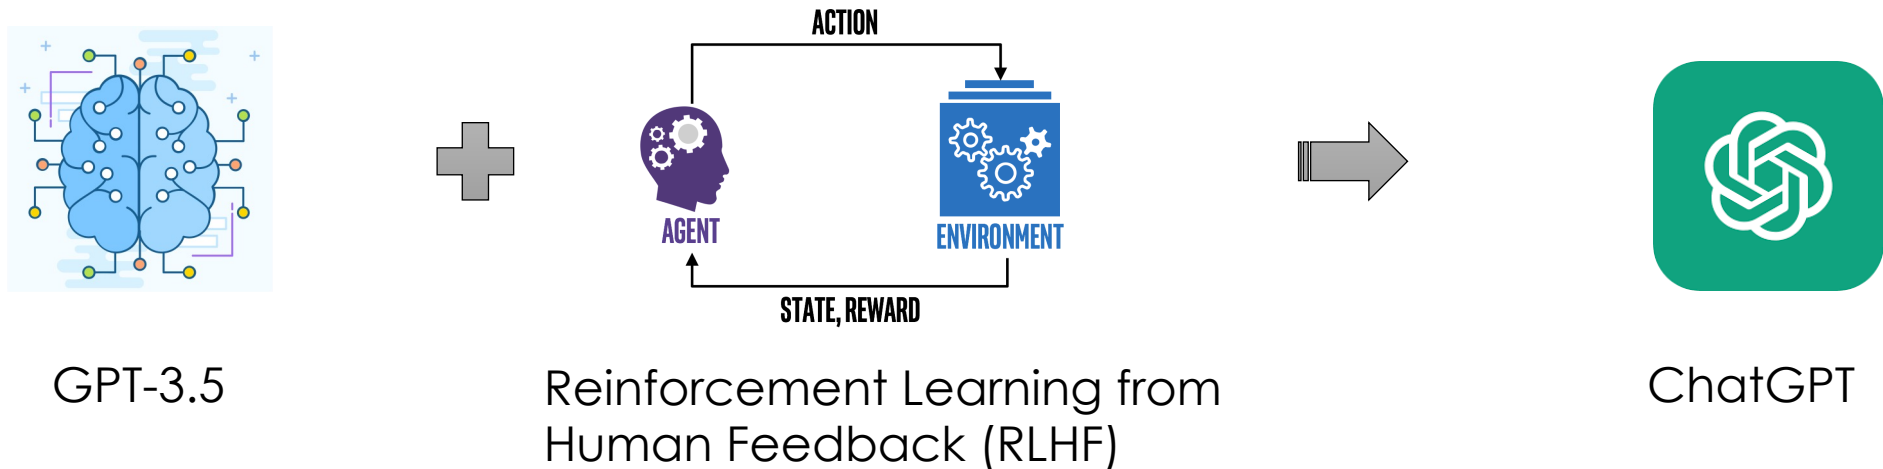 ACTION
AGENT
ENVIRONMENT
STATE, REWARD
GPT-3.5
Reinforcement Learning from
Human Feedback (RLHF)
ChatGPT